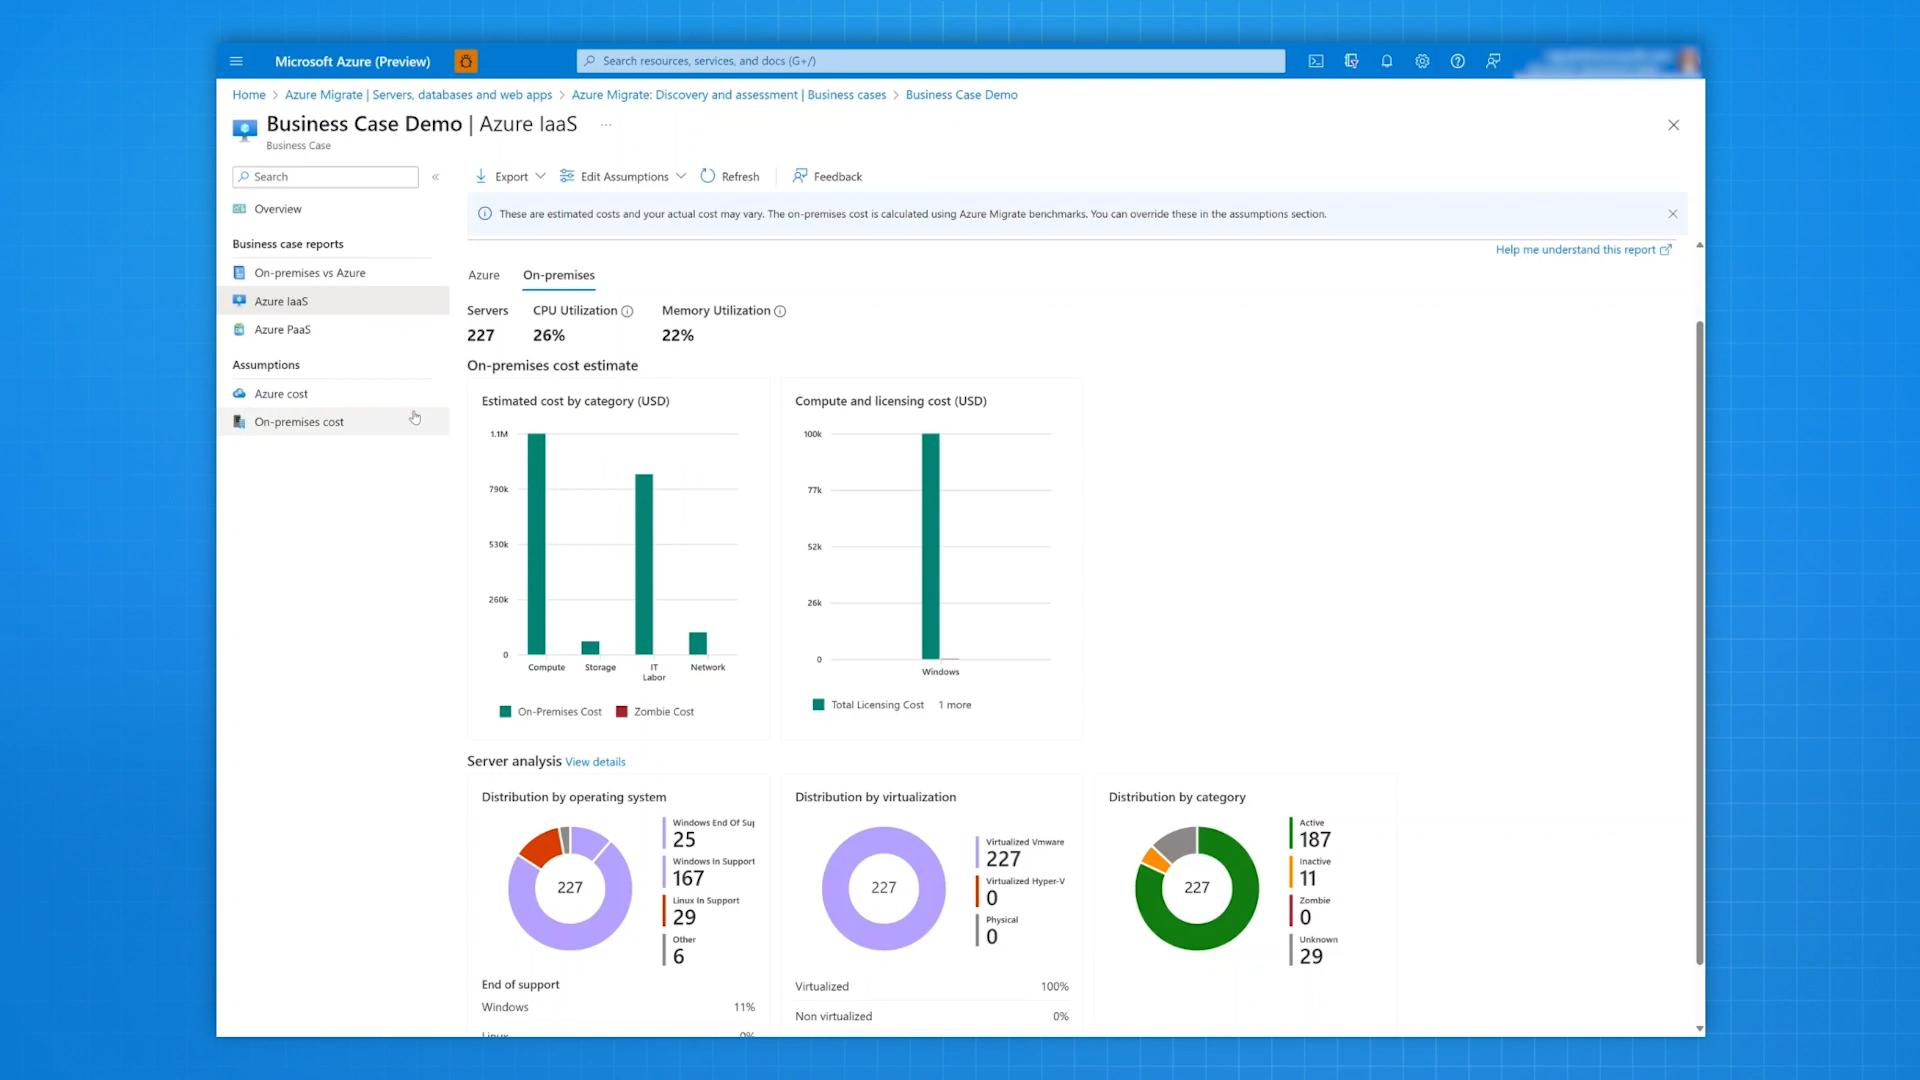 Microsoft Azure (Preview)
Search resources, services, and docs (G+/)
Home > Azure Migrate | Servers, databases and web apps > Azure Migrate: Discovery and assessment | Business cases > Business Case Demo
Business Case Demo | Azure IaaS ...
Business Case
Search
Overview
Business case reports
On-premises vs Azure
Azure IaaS
Azure PaaS
Assumptions
Azure cost
On-premises cost
Export
Edit Assumptions
Refresh
Feedback
These are estimated costs and your actual cost may vary. The on-premises cost is calculated using Azure Migrate benchmarks. You can override these in the assumptions section.
Help me understand this report
Azure
On-premises
Servers
227
CPU Utilization
26%
Memory Utilization
22%
On-premises cost estimate
Estimated cost by category (USD)
1.1M
790k
530k
260k
0
Compute
Storage
IT
Labor
Network
On-Premises Cost
Zombie Cost
Compute and licensing cost (USD)
100k
77k
52k
26k
0
Windows
Total Licensing Cost
1 more
Server analysis View details
Distribution by operating system
227
Windows End Of Sup
25
Windows In Support
167
Linux In Support
29
Other
6
End of support
Windows 11%
Linux 0%
Distribution by virtualization
227
Virtualized Vmware
227
Virtualized Hyper-V
0
Physical
0
Virtualized 100%
Non virtualized 0%
Distribution by category
227
Active
187
Inactive
11
Zombie
0
Unknown
29